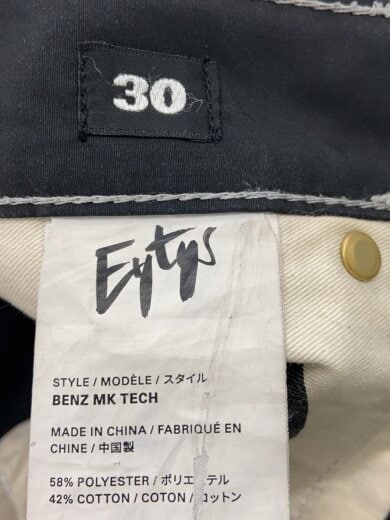 30
Eytys
STYLE / MODÈLE / スタイル
BENZ MK TECH
MADE IN CHINA / FABRIQUÉ EN
CHINE / 中国製
58% POLYESTER / ポリエステル
42% COTTON / COTON / コットン